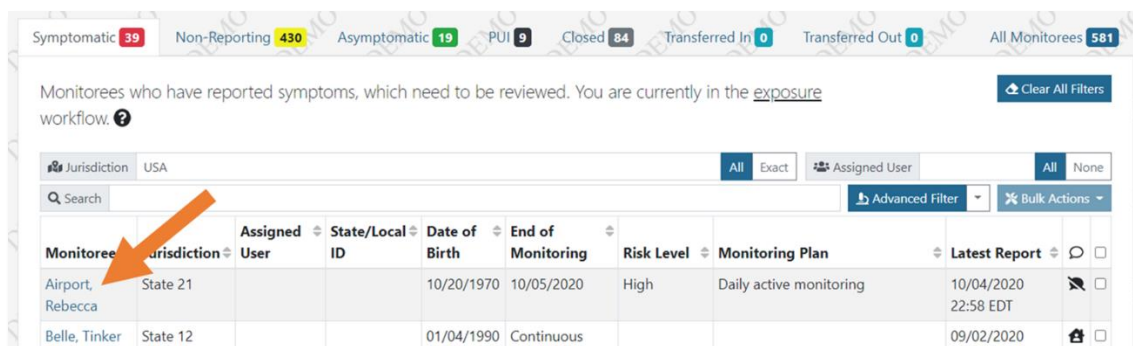 Symptomatic 39 Non-Reporting 430 Asymptomatic 19 PUI 9 Closed 84 Transferred In 0 Transferred Out 0 All Monitorees 581
Monitorees who have reported symptoms, which need to be reviewed. You are currently in the exposure
workflow. ?
Clear All Filters
Jurisdiction USA All Exact Assigned User All None
Search Advanced Filter Bulk Actions
Monitoree Jurisdiction Assigned User State/Local ID Date of Birth End of Monitoring Risk Level Monitoring Plan Latest Report
Airport, Rebecca State 21 10/20/1970 10/05/2020 High Daily active monitoring 10/04/2020 22:58 EDT
Belle, Tinker State 12 01/04/1990 Continuous 09/02/2020
DEMO